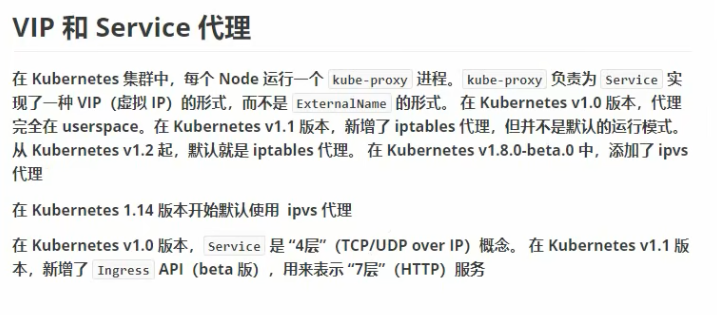 VIP 和 Service 代理
在 Kubernetes 集群中，每个 Node 运行一个 kube-proxy 进程。kube-proxy 负责为 Service 实
现了一种 VIP（虚拟 IP）的形式，而不是 ExternalName 的形式。 在 Kubernetes v1.0 版本，代理
完全在 userspace。在 Kubernetes v1.1 版本，新增了 iptables 代理，但并不是默认的运行模式。
从 Kubernetes v1.2 起，默认就是 iptables 代理。 在 Kubernetes v1.8.0-beta.0 中，添加了 ipvs
代理
在 Kubernetes 1.14 版本开始默认使用 ipvs 代理
在 Kubernetes v1.0 版本， Service 是 “4层”（TCP/UDP over IP）概念。 在 Kubernetes v1.1 版
本，新增了 Ingress API（beta 版），用来表示 “7层”（HTTP）服务